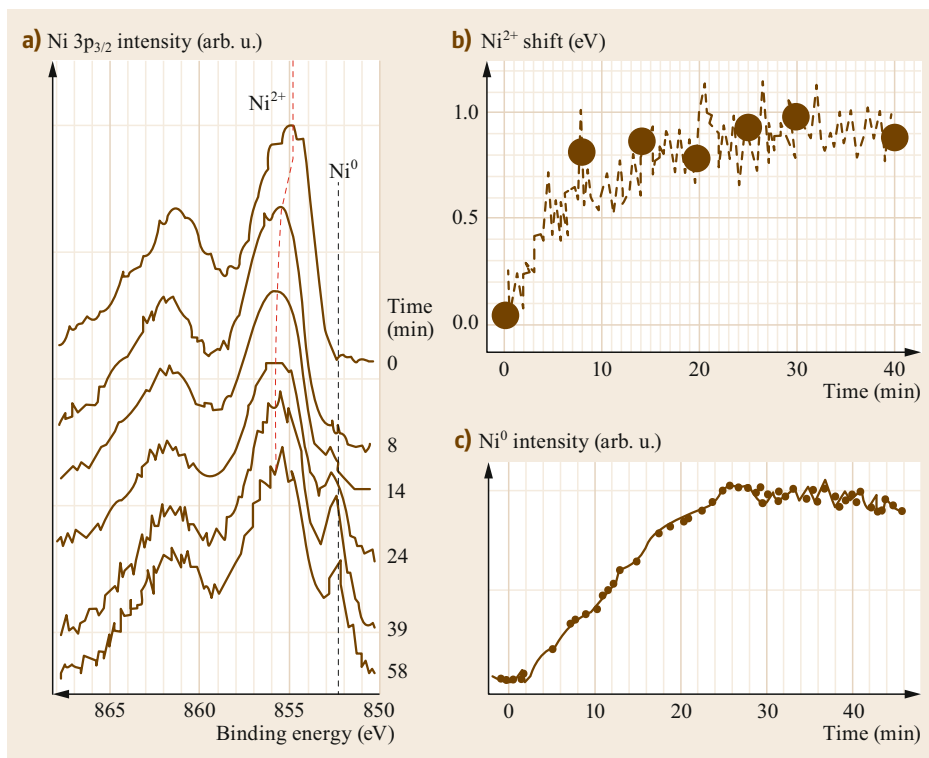 a) Ni 3p₃/₂ intensity (arb. u.)
Ni²⁺
Ni⁰
Time
(min)
0
8
14
24
39
58
865
860
855
850
Binding energy (eV)
b) Ni²⁺ shift (eV)
1.0
0.5
0.0
0
10
20
30
40
Time (min)
c) Ni⁰ intensity (arb. u.)
0
10
20
30
40
Time (min)